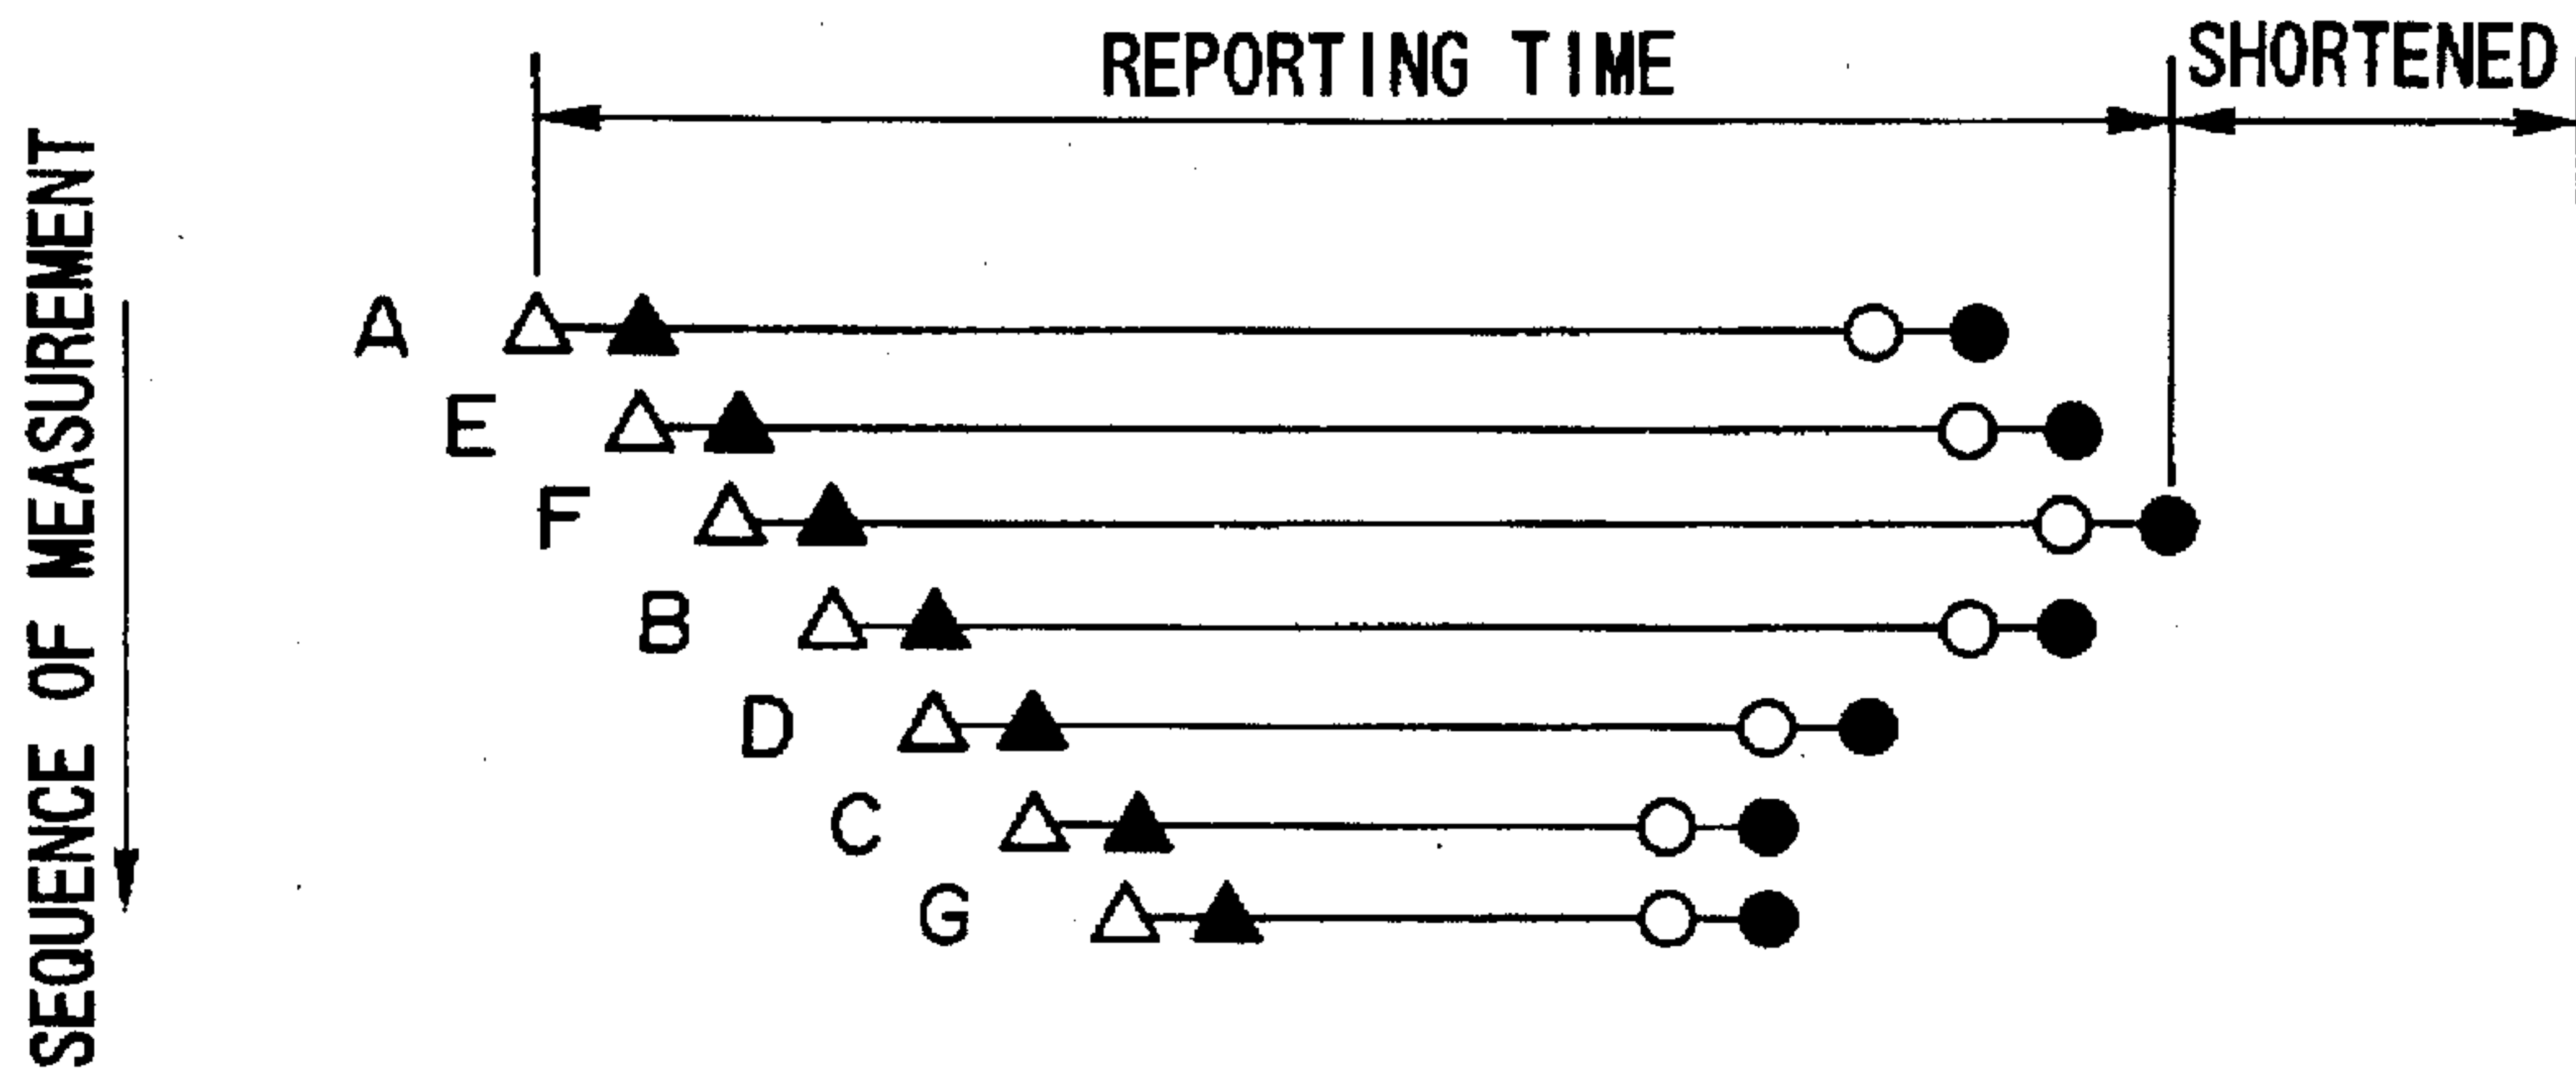 REPORTING TIME
SHORTENED
SEQUENCE OF MEASUREMENT
A
E
F
B
D
C
G